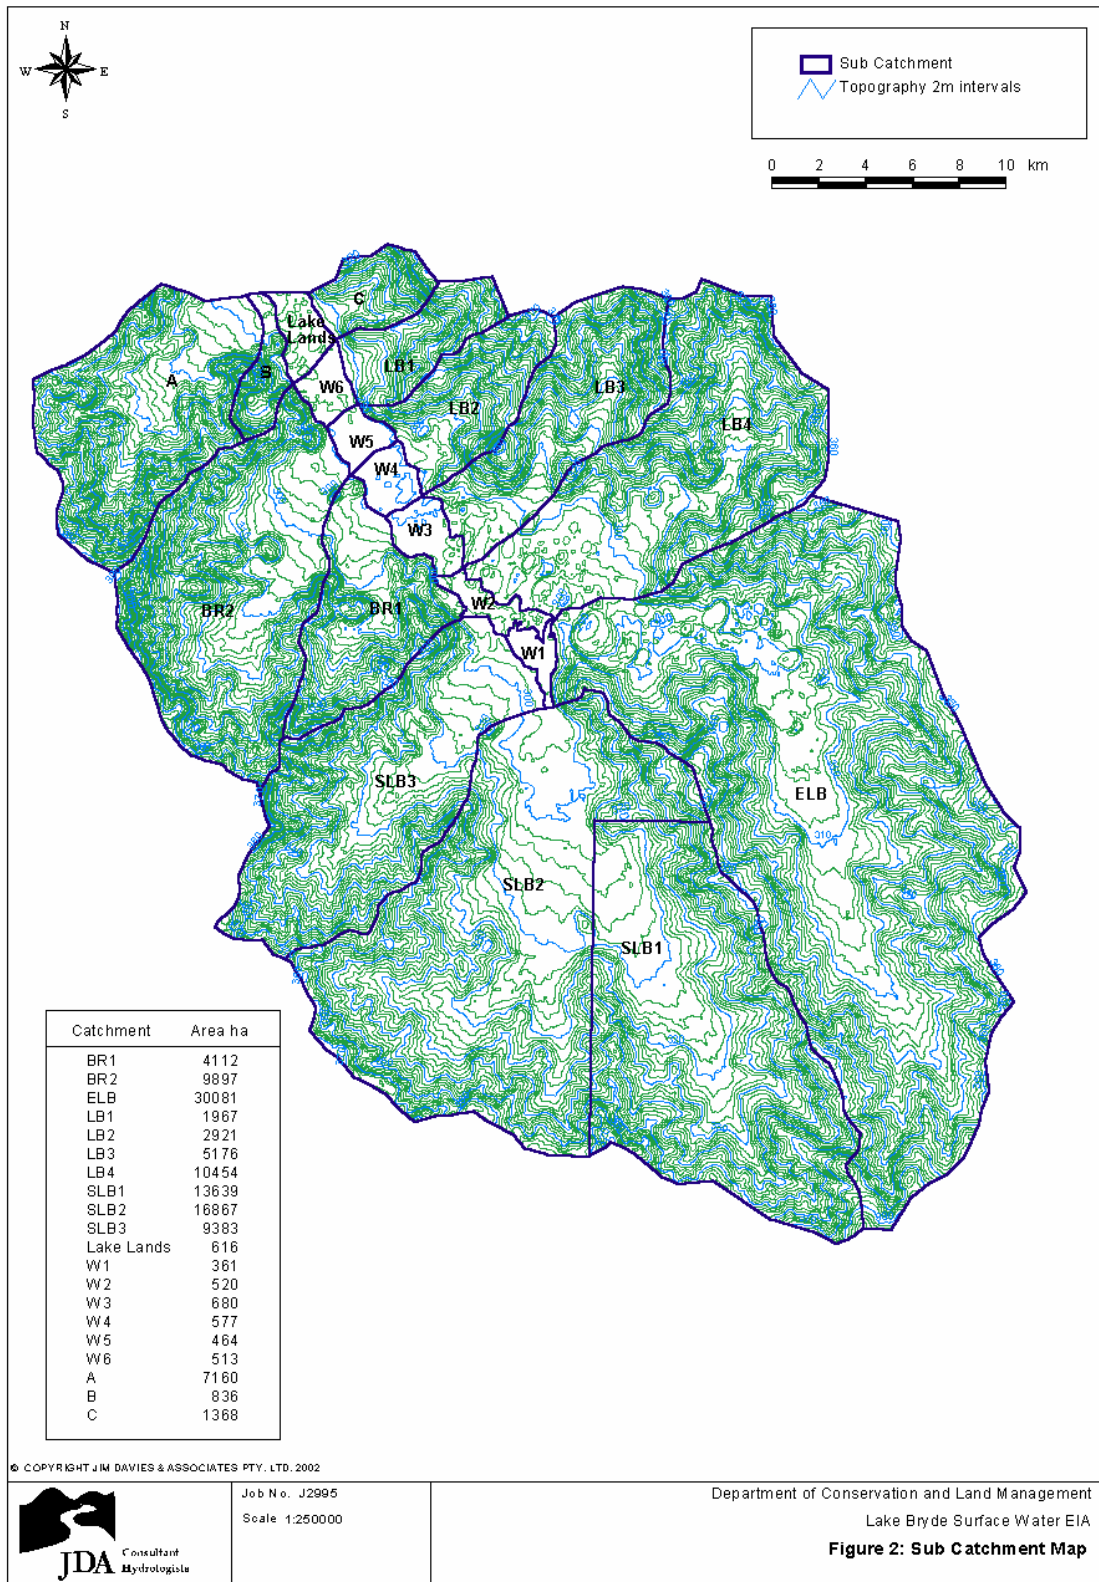 N
W E
S
Sub Catchment
Topography 2m intervals
0 2 4 6 8 10 km
C
Lake
Lands
A
B
W6
LB1
LB2
LB3
LB4
W5
W4
W3
BR2
BR1
W2
W1
SLB3
ELB
310
SLB2
SLB1
Catchment Area ha
BR1 4112
BR2 9897
ELB 30081
LB1 1967
LB2 2921
LB3 5176
LB4 10454
SLB1 13639
SLB2 16867
SLB3 9383
Lake Lands 616
W1 361
W2 520
W3 680
W4 577
W5 464
W6 513
A 7160
B 836
C 1368
© COPYRIGHT JIM DAVIES & ASSOCIATES PTY. LTD. 2002
JDA Consultant
Hydrologists
Job No. J2995
Scale 1:250000
Department of Conservation and Land Management
Lake Bryde Surface Water EIA
Figure 2: Sub Catchment Map